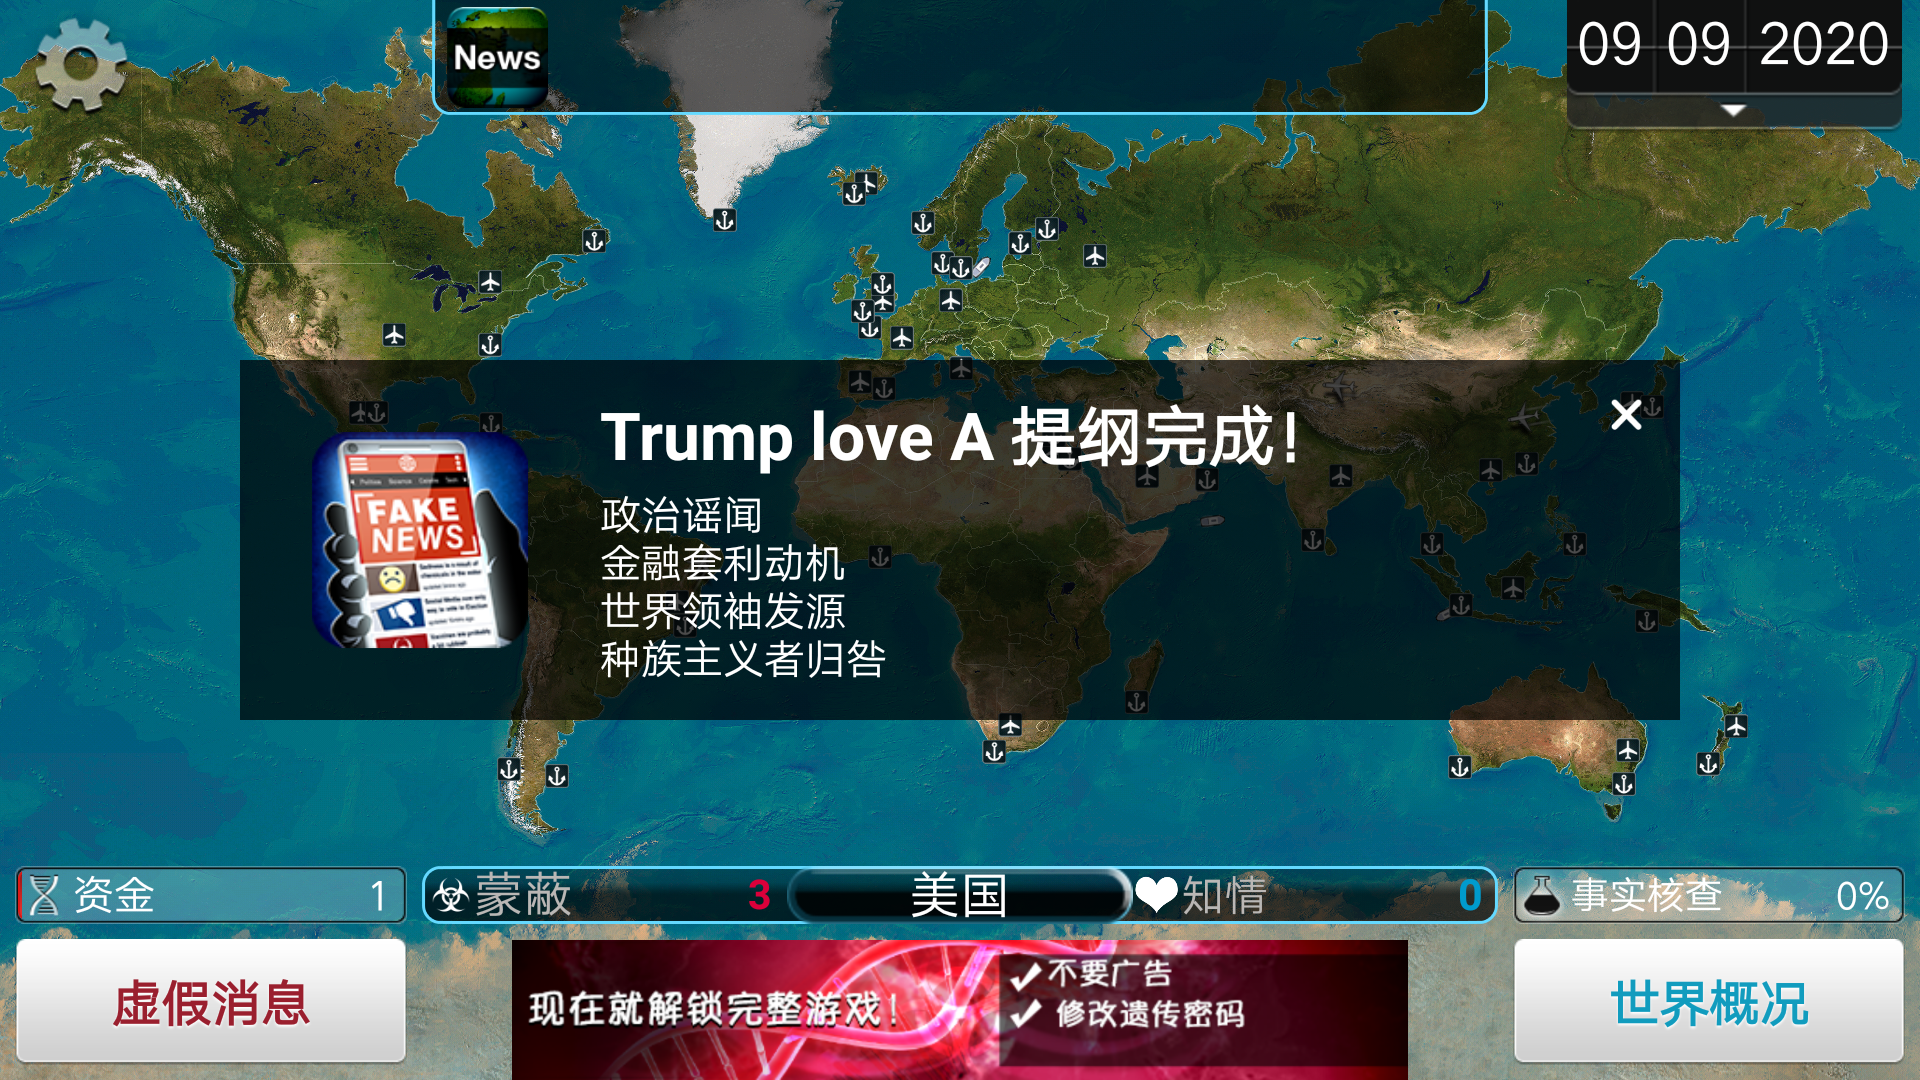 News
09 09 2020
Trump love A 提纲完成！
政治谣闻
金融套利动机
世界领袖发源
种族主义者归咎
FAKE
NEWS
资金 1
蒙蔽 3
美国
知情 0
事实核查 0%
虚假消息
现在就解锁完整游戏！
不要广告
修改遗传密码
世界概况